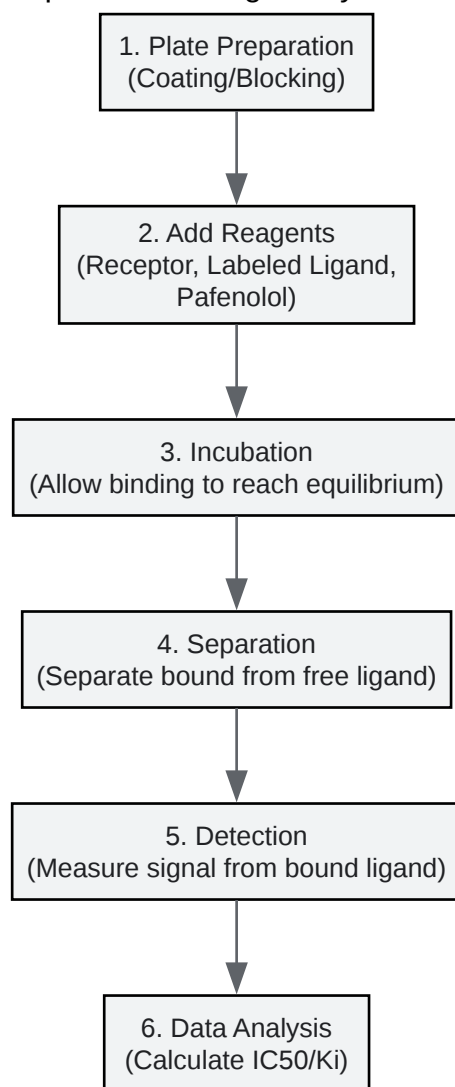 1. Plate Preparation
(Coating/Blocking)
2. Add Reagents
(Receptor, Labeled Ligand,
Pafenolol)
3. Incubation
(Allow binding to reach equilibrium)
4. Separation
(Separate bound from free ligand)
5. Detection
(Measure signal from bound ligand)
6. Data Analysis
(Calculate IC50/Ki)